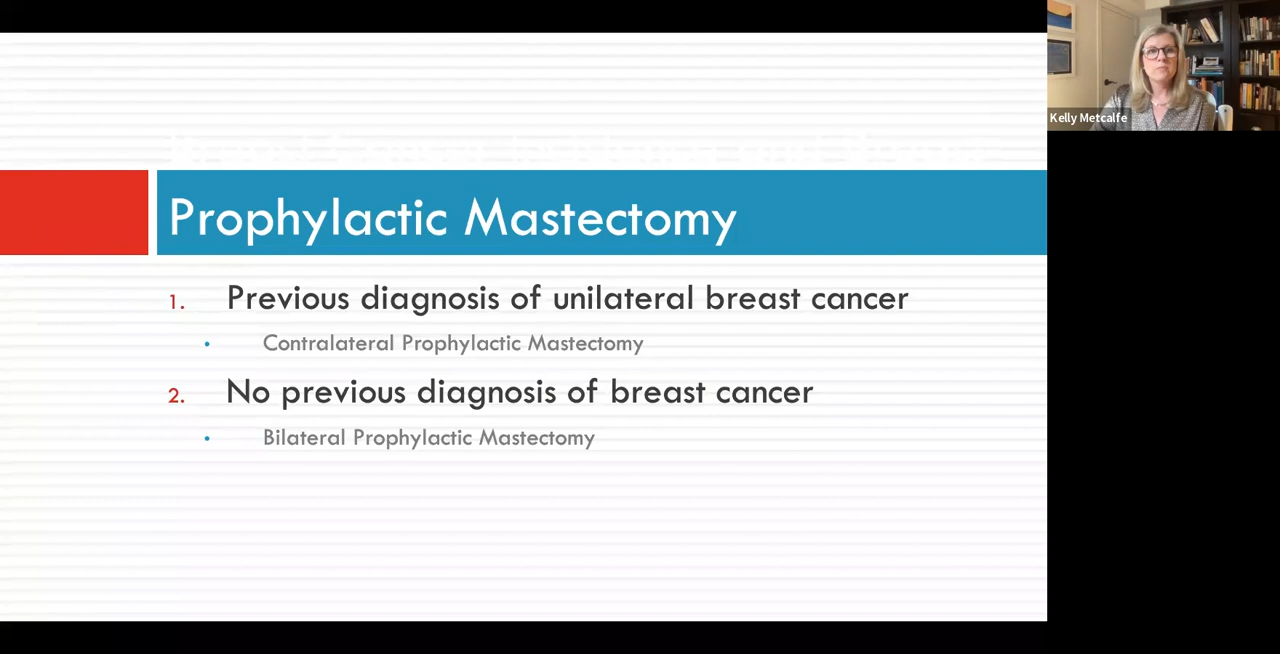 Prophylactic Mastectomy
1. Previous diagnosis of unilateral breast cancer
• Contralateral Prophylactic Mastectomy
2. No previous diagnosis of breast cancer
• Bilateral Prophylactic Mastectomy
Kelly Metcalfe